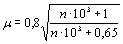 μ = 0,8 √((n·10³ + 1)/(n·10³ + 0,65))